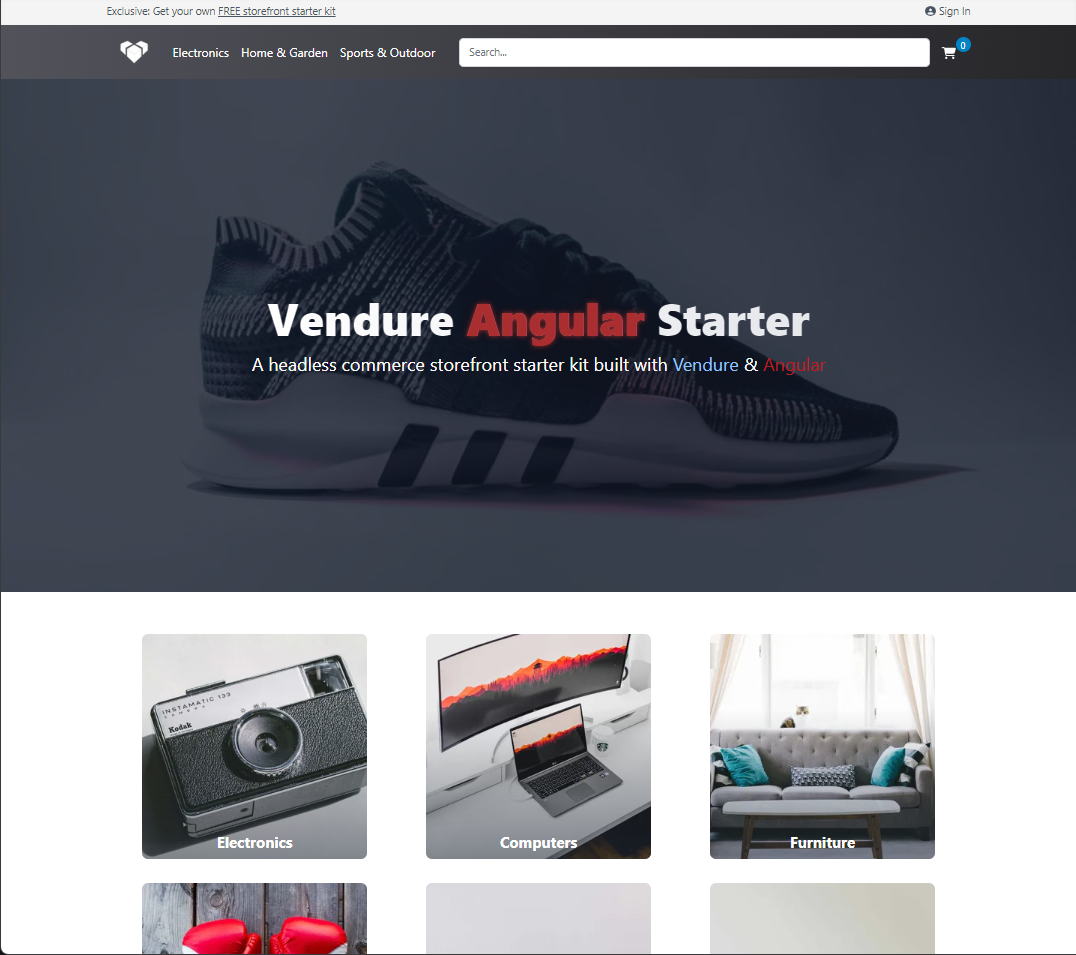 Exclusive: Get your own FREE storefront starter kit
Sign In
Electronics Home & Garden Sports & Outdoor
Search...
0
Vendure Angular Starter
A headless commerce storefront starter kit built with Vendure & Angular
INSTAMATIC 133
CAMERA
Kodak
Electronics
Computers
Furniture